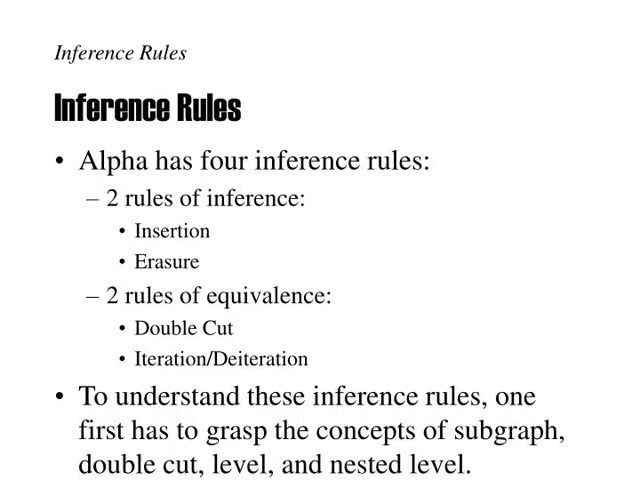 Inference Rules
Inference Rules
• Alpha has four inference rules:
– 2 rules of inference:
• Insertion
• Erasure
– 2 rules of equivalence:
• Double Cut
• Iteration/Deiteration
• To understand these inference rules, one
first has to grasp the concepts of subgraph,
double cut, level, and nested level.